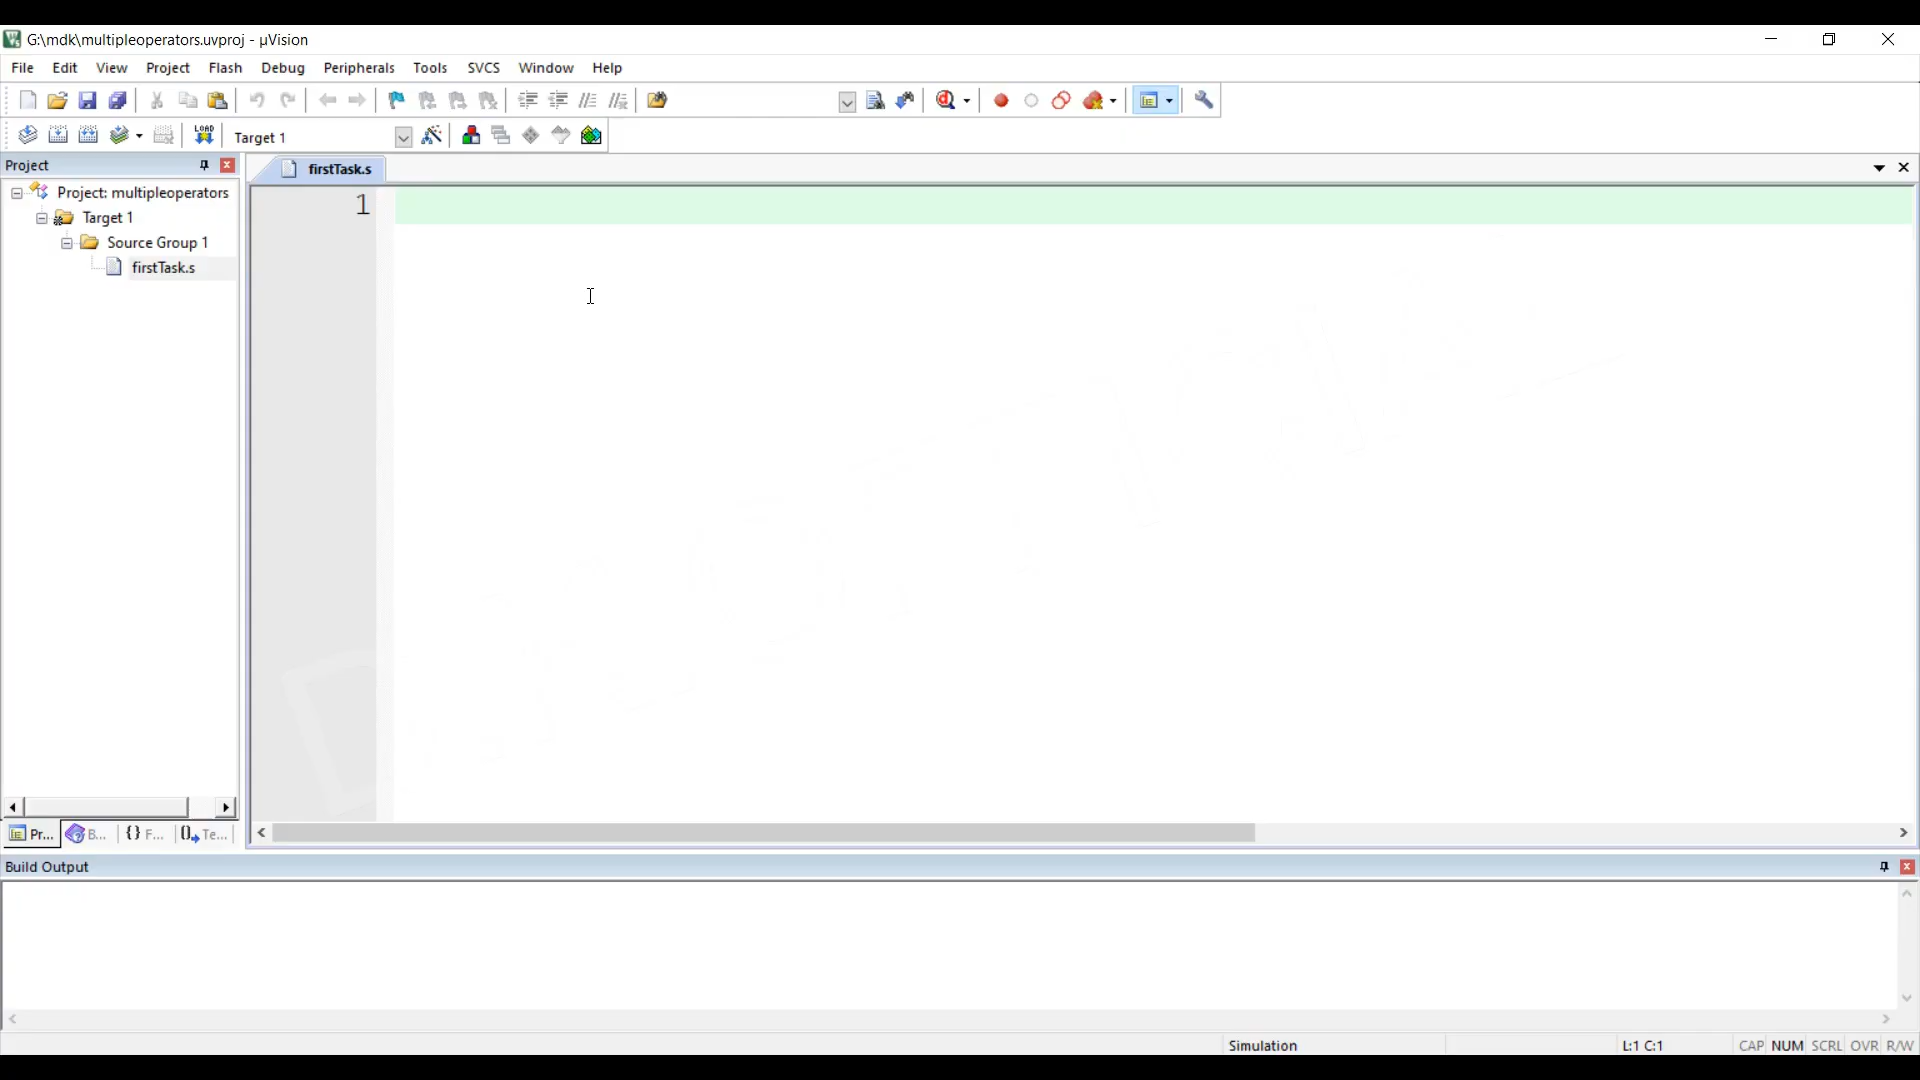 G:\mdk\multipleoperators.uvproj - µVision
File Edit View Project Flash Debug Peripherals Tools SVCS Window Help
LOAD Target 1
Project
firstTask.s
Project: multipleoperators
Target 1
Source Group 1
firstTask.s
1
Pr... B... {} F... Te...
Build Output
Simulation L:1 C:1 CAP NUM SCRL OVR R/W